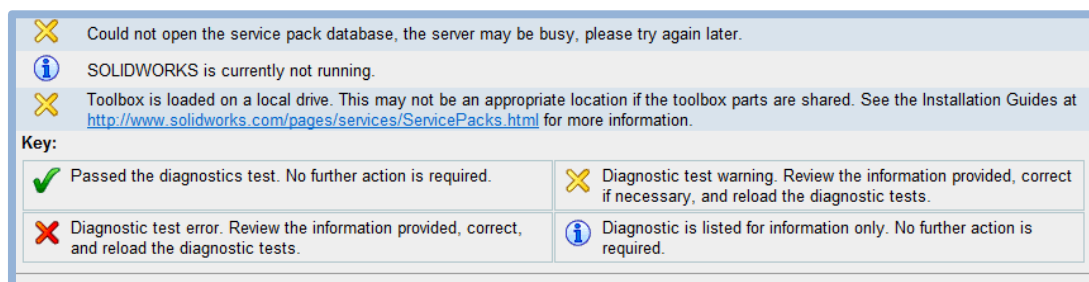 Could not open the service pack database, the server may be busy, please try again later.
SOLIDWORKS is currently not running.
Toolbox is loaded on a local drive. This may not be an appropriate location if the toolbox parts are shared. See the Installation Guides at
http://www.solidworks.com/pages/services/ServicePacks.html for more information.
Key:
Passed the diagnostics test. No further action is required.
Diagnostic test warning. Review the information provided, correct
if necessary, and reload the diagnostic tests.
Diagnostic test error. Review the information provided, correct,
and reload the diagnostic tests.
Diagnostic is listed for information only. No further action is
required.